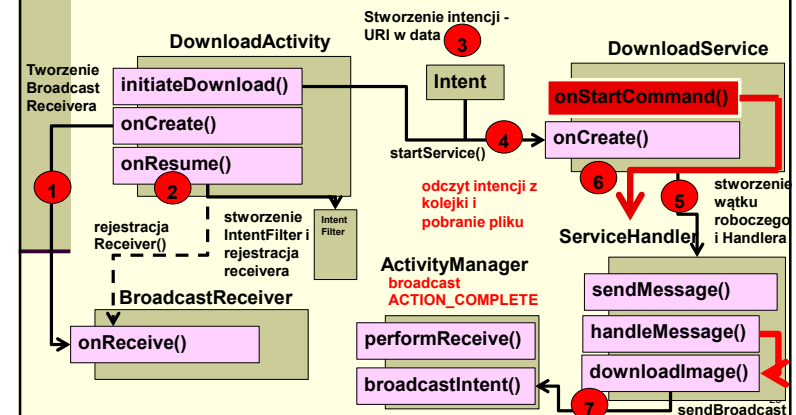 Stworzenie intencji -
URI w data
3
DownloadActivity
DownloadService
Tworzenie
Broadcast
Receivera
initiateDownload()
onCreate()
onResume()
Intent
onStartCommand()
onCreate()
startService()
4
1
2
6
5
odczyt intencji z
kolejki i
pobranie pliku
stworzenie
wątku
roboczego
i Handlera
rejestracja
Receiver()
stworzenie
IntentFilter i
rejestracja
receivera
Intent
Filter
ServiceHandler
ActivityManager
broadcast
ACTION_COMPLETE
sendMessage()
handleMessage()
downloadImage()
BroadcastReceiver
onReceive()
performReceive()
broadcastIntent()
7
sendBroadcast